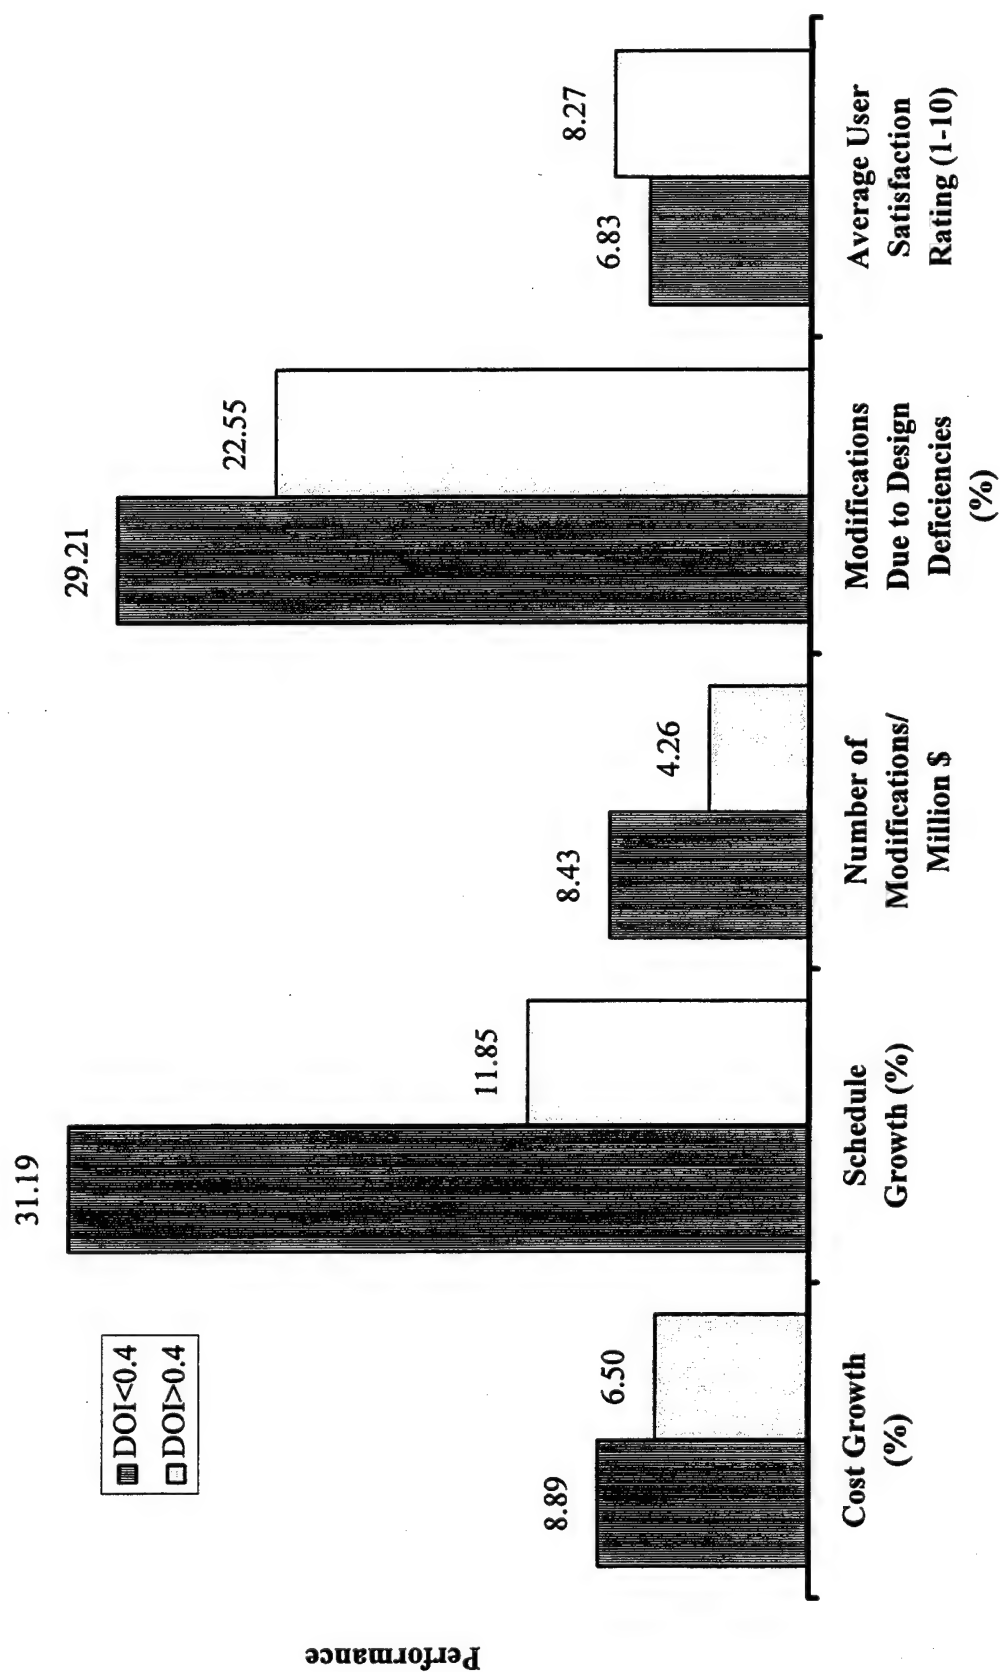 Performance
DOI<0.4
DOI>0.4
8.89
6.50
31.19
11.85
8.43
4.26
29.21
22.55
6.83
8.27
Cost Growth
(%)
Schedule
Growth (%)
Number of
Modifications/
Million $
Modifications
Due to Design
Deficiencies
(%)
Average User
Satisfaction
Rating (1-10)